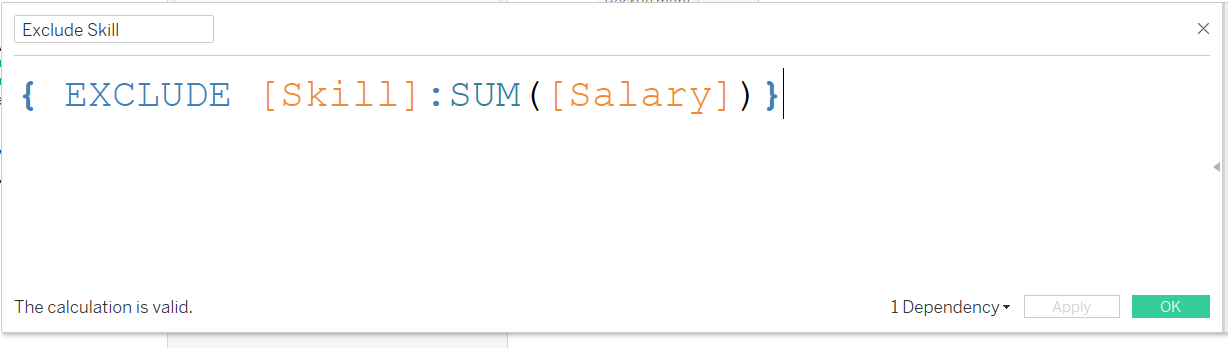 Exclude Skill
{ EXCLUDE [Skill]:SUM([Salary])}
The calculation is valid.
1 Dependency
Apply
OK